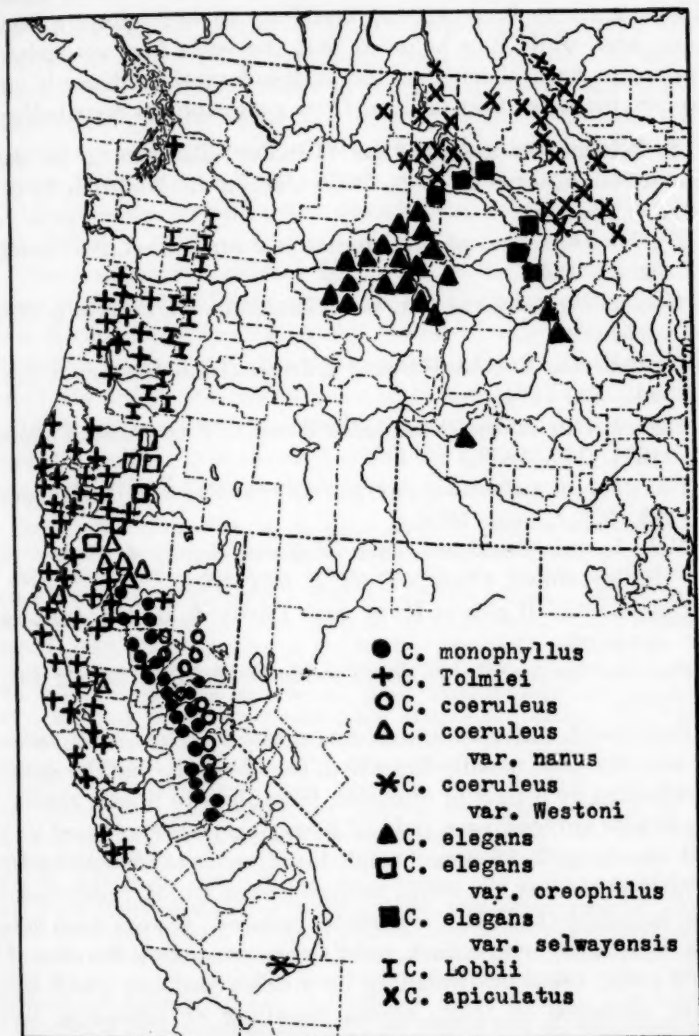 C. monophyllus
C. Tolmiei
C. coeruleus
C. coeruleus
var. nanus
C. coeruleus
var. Westoni
C. elegans
C. elegans
var. oreophilus
C. elegans
var. selwayensis
C. Lobbii
C. apiculatus